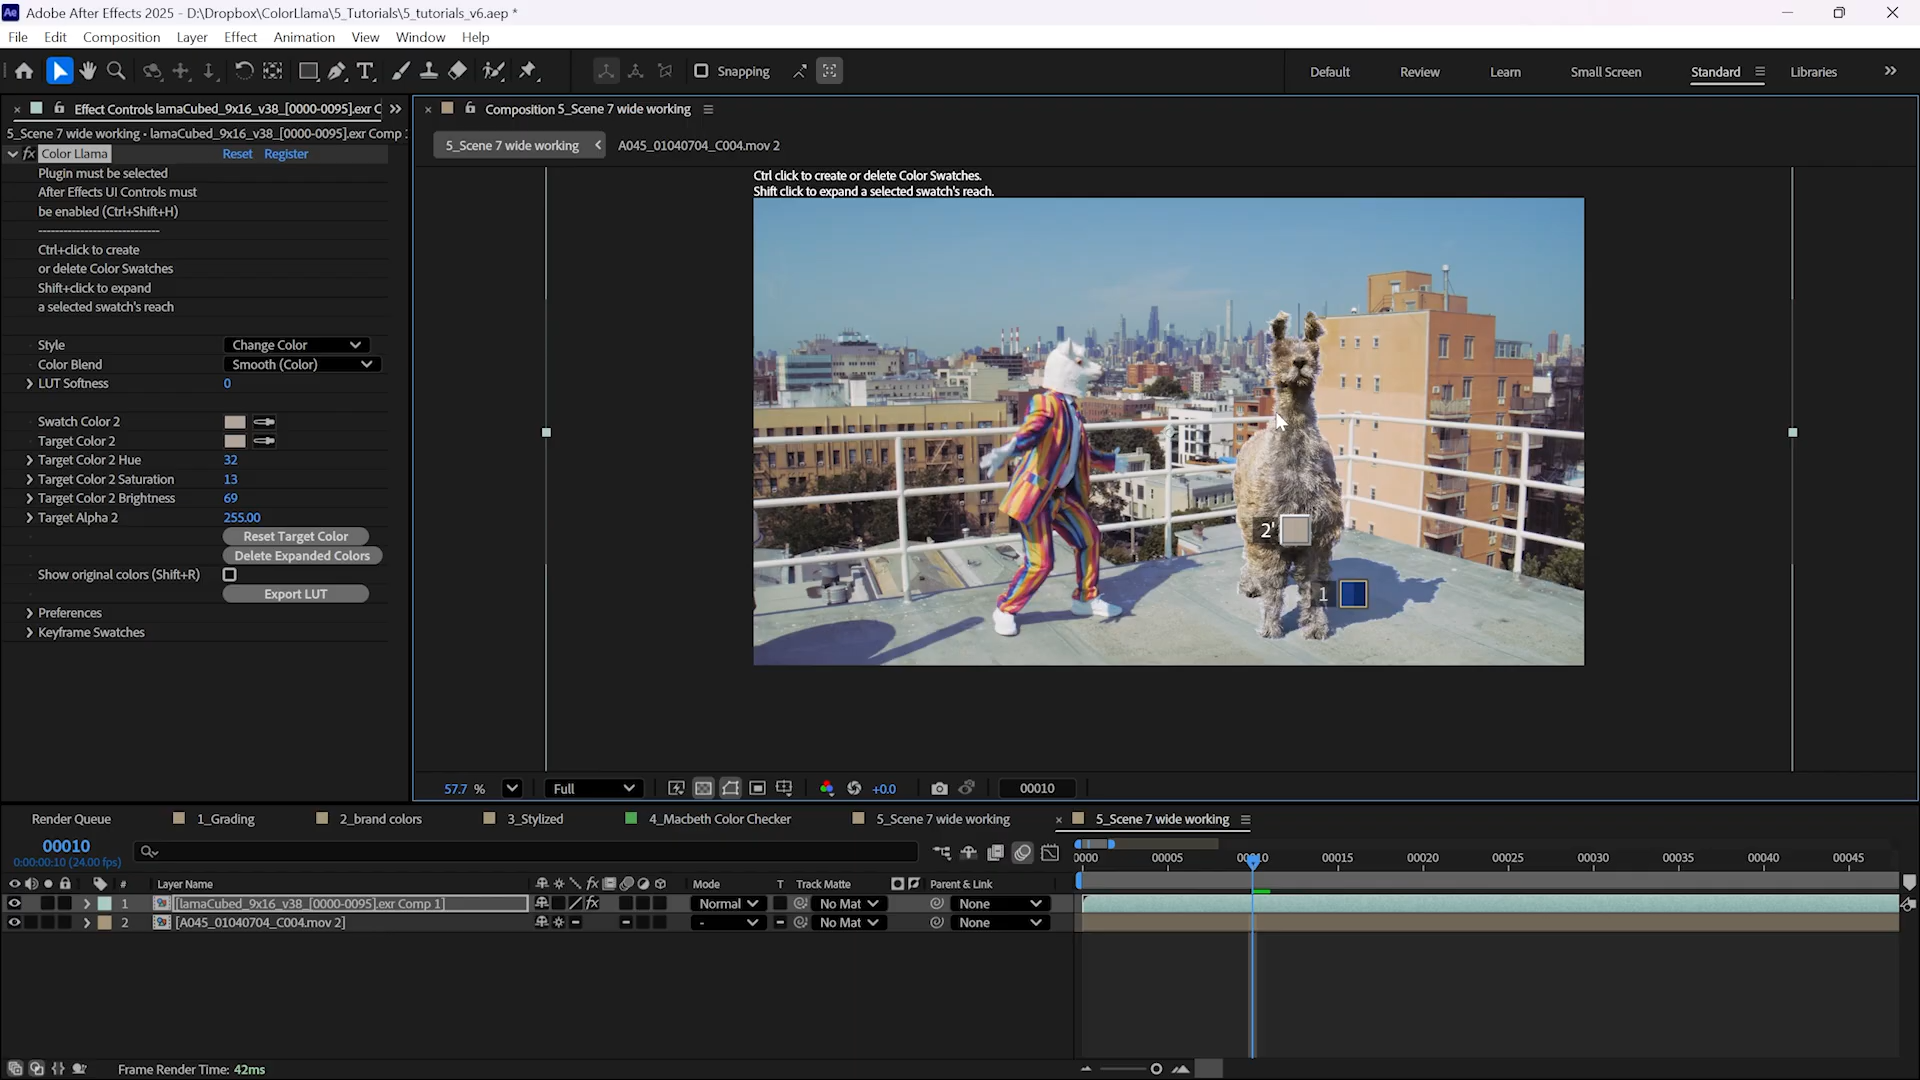 Adobe After Effects 2025 - D:\Dropbox\ColorLlama\5_Tutorials\5_tutorials_v6.aep *
File Edit Composition Layer Effect Animation View Window Help
Snapping
Default Review Learn Small Screen Standard Libraries
Effect Controls lamaCubed_9x16_v38_[0000-0095].exr C
5_Scene 7 wide working • lamaCubed_9x16_v38_[0000-0095].exr Comp 1
fx Color Llama Reset Register
Plugin must be selected
After Effects UI Controls must
be enabled (Ctrl+Shift+H)
------------------------------
Ctrl+click to create
or delete Color Swatches
Shift+click to expand
a selected swatch's reach
Style Change Color
Color Blend Smooth (Color)
LUT Softness 0
Swatch Color 2
Target Color 2
Target Color 2 Hue 32
Target Color 2 Saturation 13
Target Color 2 Brightness 69
Target Alpha 2 255.00
Reset Target Color
Delete Expanded Colors
Show original colors (Shift+R)
Export LUT
Preferences
Keyframe Swatches
Composition 5_Scene 7 wide working
5_Scene 7 wide working A045_01040704_C004.mov 2
Ctrl click to create or delete Color Swatches.
Shift click to expand a selected swatch's reach.
2'
1
57.7 % Full +0.0 00010
Render Queue 1_Grading 2_brand colors 3_Stylized 4_Macbeth Color Checker 5_Scene 7 wide working 5_Scene 7 wide working
00010
0:00:00:10 (24.00 fps)
0000 00005 00010 00015 00020 00025 00030 00035 00040 00045
# Layer Name fx Mode T Track Matte Parent & Link
1 [lamaCubed_9x16_v38_[0000-0095].exr Comp 1] fx Normal No Mat None
2 [A045_01040704_C004.mov 2] - No Mat None
Frame Render Time: 42ms